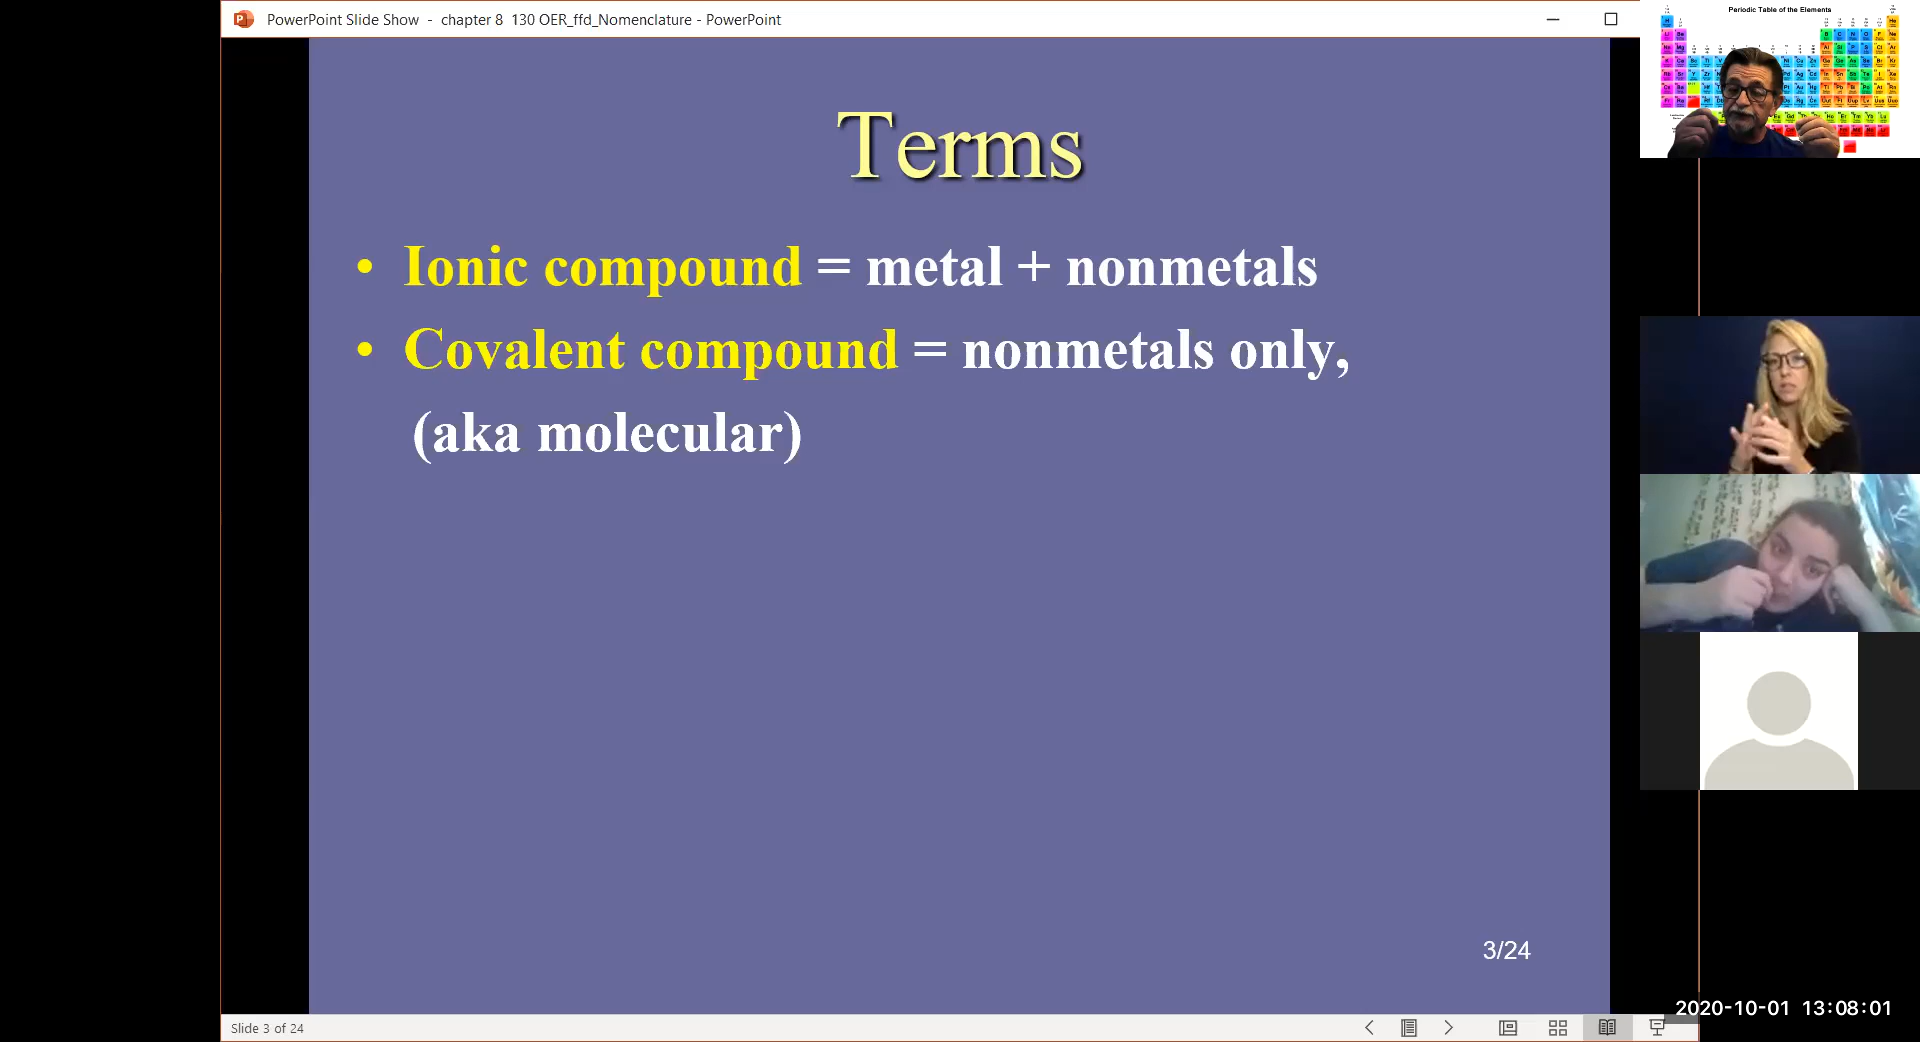 PowerPoint Slide Show - chapter 8 130 OER_ffd_Nomenclature - PowerPoint
Periodic Table of the Elements
Terms
• Ionic compound = metal + nonmetals
• Covalent compound = nonmetals only,
(aka molecular)
3/24
2020-10-01 13:08:01
Slide 3 of 24